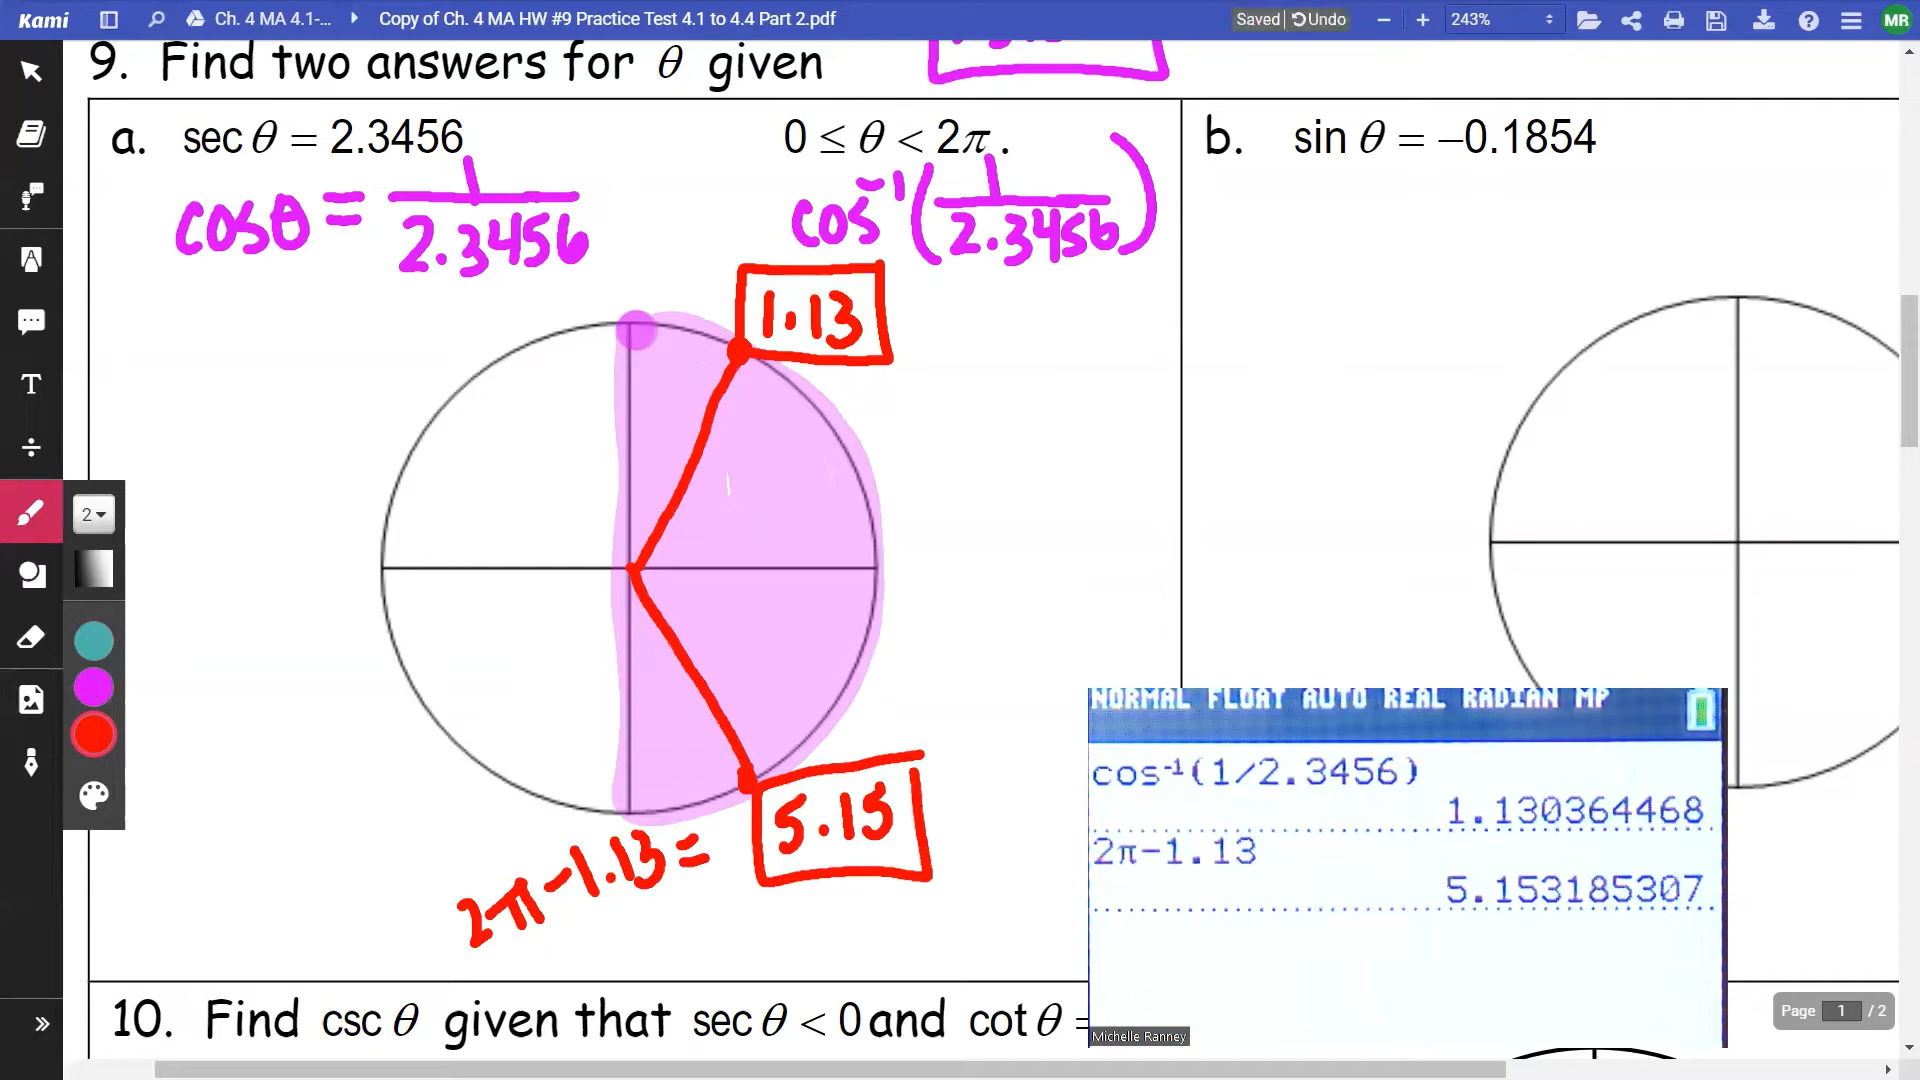 Kami
Ch. 4 MA 4.1-...
Copy of Ch. 4 MA HW #9 Practice Test 4.1 to 4.4 Part 2.pdf
Saved
Undo
243%
MR
9. Find two answers for θ given
a. sec θ = 2.3456
0 ≤ θ < 2π .
b. sin θ = −0.1854
cosθ = 1/2.3456
cos⁻¹(1/2.3456)
1.13
2π-1.13=
5.15
T
2
NORMAL FLOAT AUTO REAL RADIAN MP
cos⁻¹(1/2.3456)
1.130364468
2π-1.13
5.153185307
10. Find csc θ given that sec θ < 0 and cot θ =
Michelle Ranney
Page 1 / 2